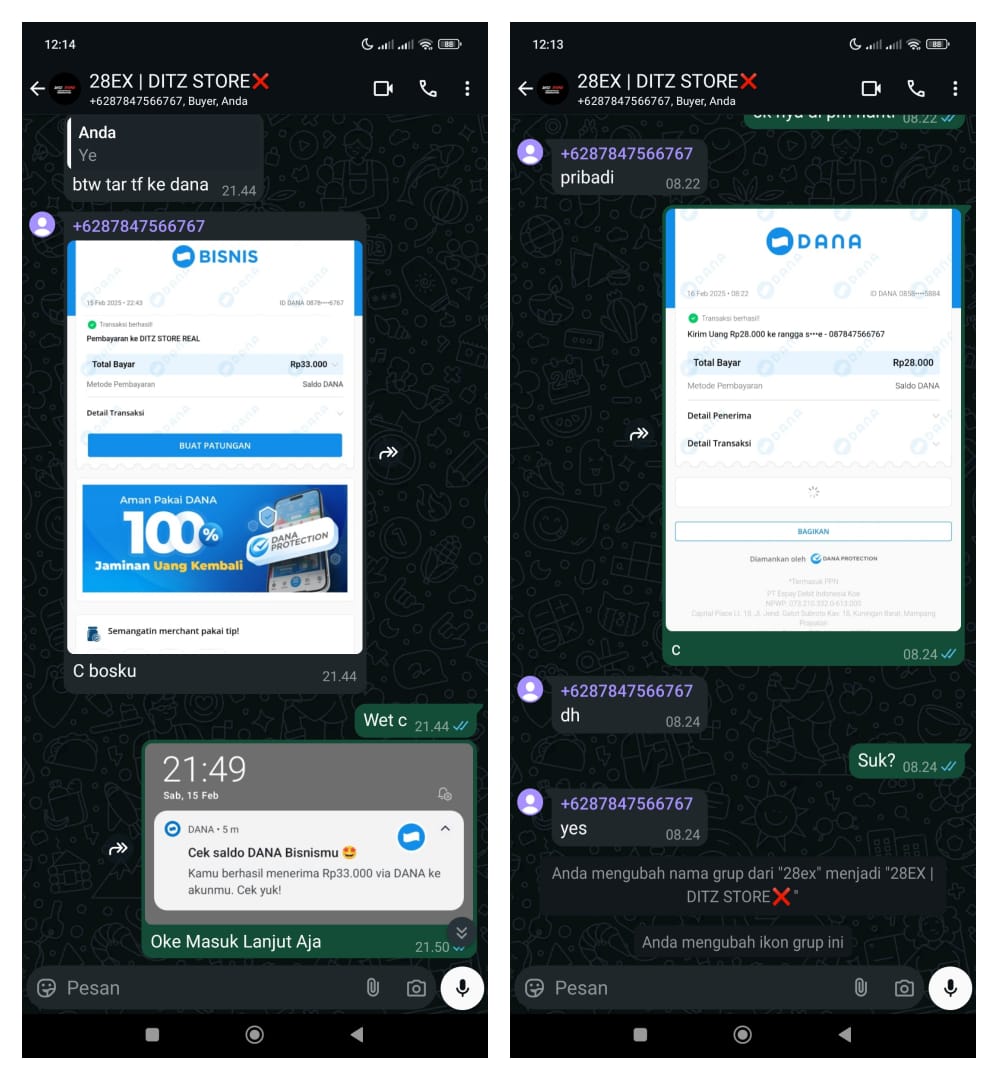 12:14
88
28EX | DITZ STORE❌
+6287847566767, Buyer, Anda
Anda
Ye
btw tar tf ke dana 21.44
+6287847566767
BISNIS
15 Feb 2025 • 22:43 ID DANA 0878····6767
Transaksi berhasil!
Pembayaran ke DITZ STORE REAL
Total Bayar Rp33.000
Metode Pembayaran Saldo DANA
Detail Transaksi
BUAT PATUNGAN
Aman Pakai DANA
100%
Jaminan Uang Kembali
DANA PROTECTION
Semangatin merchant pakai tip!
C bosku 21.44
Wet c 21.44
21:49
Sab, 15 Feb
DANA • 5 m
Cek saldo DANA Bisnismu 🤩
Kamu berhasil menerima Rp33.000 via DANA ke
akunmu. Cek yuk!
Oke Masuk Lanjut Aja 21.50
Pesan
12:13
88
28EX | DITZ STORE❌
+6287847566767, Buyer, Anda
08.22
+6287847566767
pribadi 08.22
DANA
16 Feb 2025 • 08:22 ID DANA 0858····5884
Transaksi berhasil!
Kirim Uang Rp28.000 ke rangga s···e - 087847566767
Total Bayar Rp28.000
Metode Pembayaran Saldo DANA
Detail Penerima
Detail Transaksi
BAGIKAN
Diamankan oleh DANA PROTECTION
*Termasuk PPN
PT Espay Debit Indonesia Koe
NPWP: 073.210.332.0-613.000
Capital Place Lt. 18, Jl. Jend. Gatot Subroto Kav. 18, Kuningan Barat, Mampang
Prapatan
c 08.24
+6287847566767
dh 08.24
Suk? 08.24
+6287847566767
yes 08.24
Anda mengubah nama grup dari "28ex" menjadi "28EX |
DITZ STORE❌"
Anda mengubah ikon grup ini
Pesan